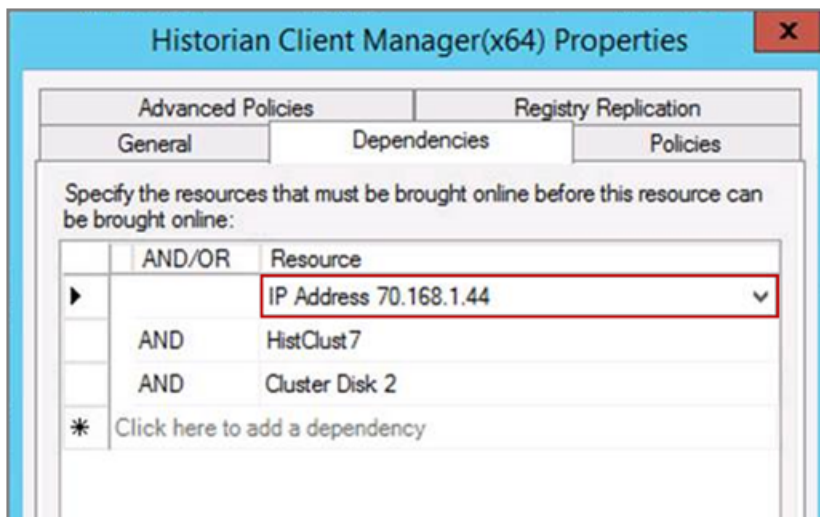 Historian Client Manager(x64) Properties
x
Advanced Policies Registry Replication
General Dependencies Policies
Specify the resources that must be brought online before this resource can
be brought online:
AND/OR Resource
IP Address 70.168.1.44
AND HistClust7
AND Cluster Disk 2
Click here to add a dependency